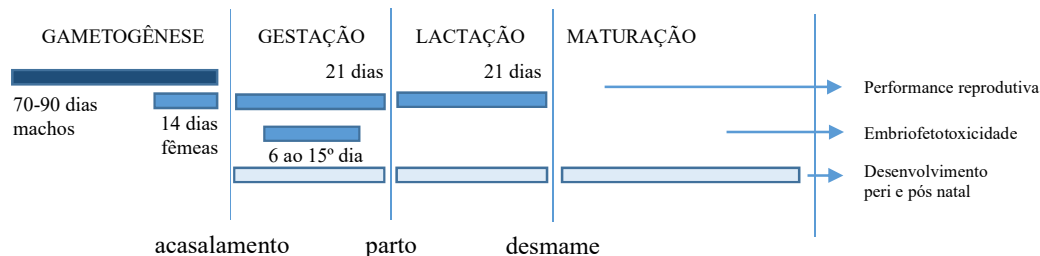 GAMETOGÊNESE
GESTAÇÃO
LACTAÇÃO
MATURAÇÃO
21 dias
21 dias
70-90 dias
machos
14 dias
fêmeas
6 ao 15º dia
Performance reprodutiva
Embriofetotoxicidade
Desenvolvimento
peri e pós natal
acasalamento
parto
desmame